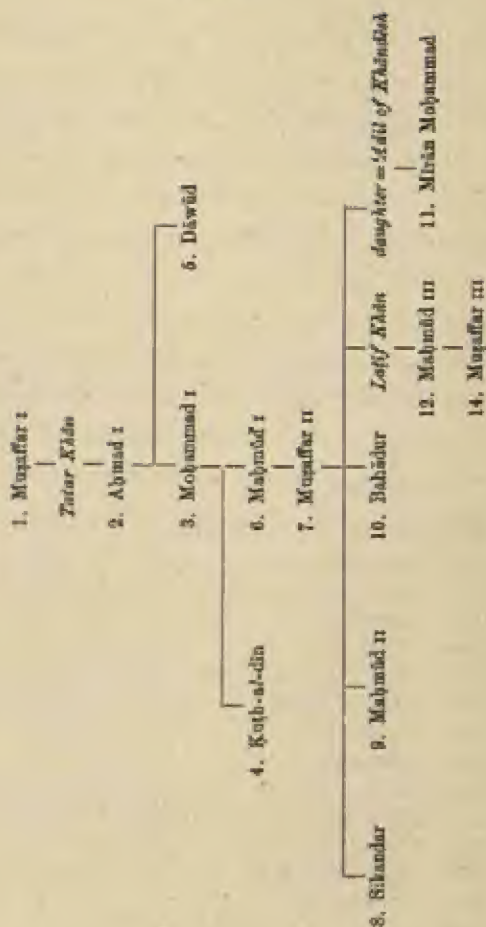 1. Muẓaffar I
Tatar Khān
2. Aḥmad I
3. Moḥammad I 5. Dāwūd
4. Ḳuṭb-al-dīn 6. Maḥmūd I
7. Muẓaffar II
8. Sikandar 9. Maḥmūd II 10. Bahādur Laṭīf Khān daughter = 'Ādil of Khāndēsh
12. Maḥmūd III 11. Mīrān Moḥammad
14. Muẓaffar III